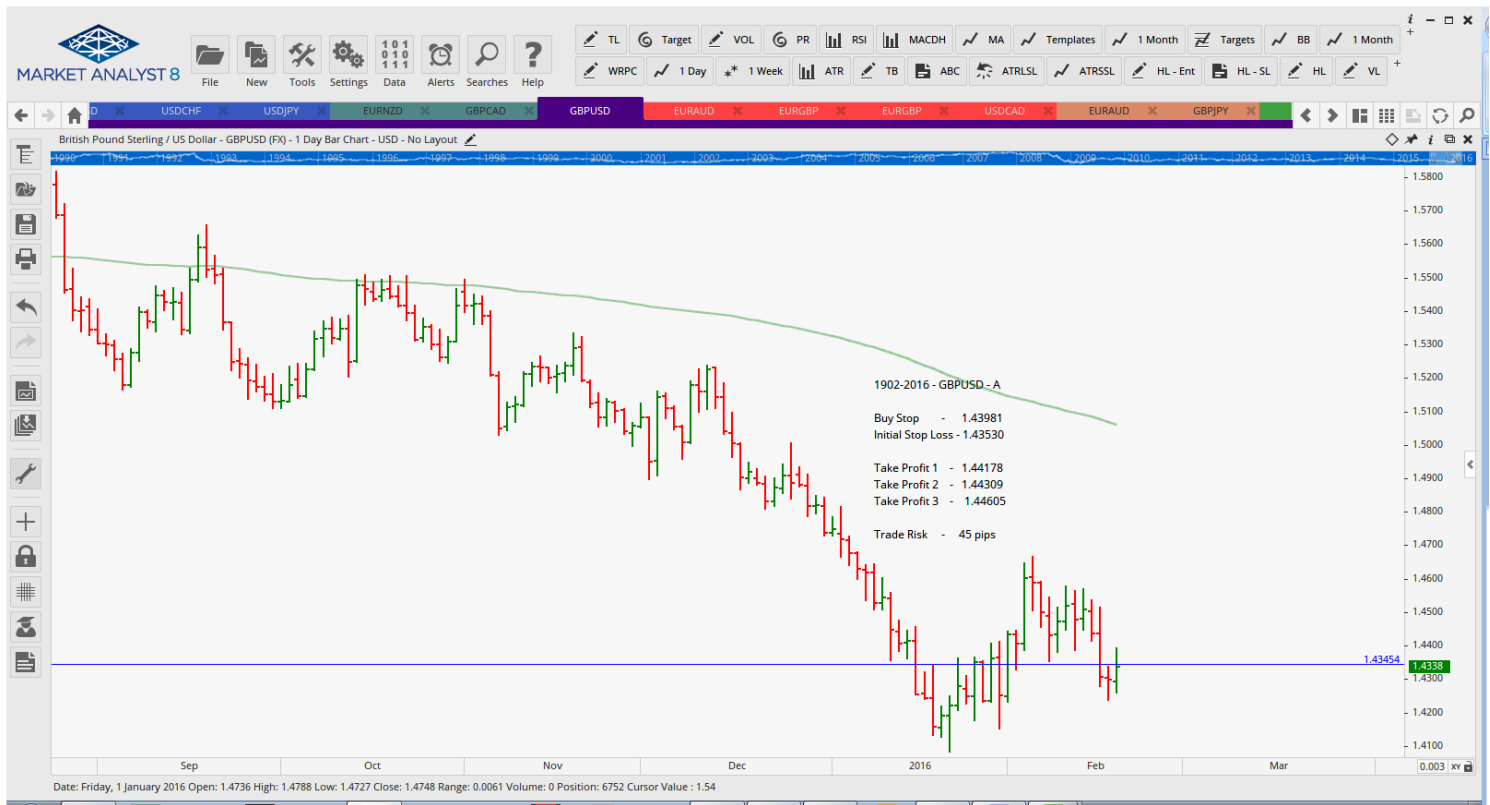 i
TL Target VOL PR RSI MACDH MA Templates 1 Month Targets BB 1 Month
MARKET ANALYST 8
File New Tools Settings Data Alerts Searches Help
WRPC 1 Day 1 Week ATR TB ABC ATRLSL ATRSSL HL - Ent HL - SL HL VL
D USDCHF USDJPY EURNZD GBPCAD GBPUSD EURAUD EURGBP EURGBP USDCAD EURAUD GBPJPY
British Pound Sterling / US Dollar - GBPUSD (FX) - 1 Day Bar Chart - USD - No Layout
i
1990 1991 1992 1993 1994 1995 1996 1997 1998 1999 2000 2001 2002 2003 2004 2005 2006 2007 2008 2009 2010 2011 2012 2013 2014 2015 2016
1.5800
1.5700
1.5600
1.5500
1.5400
1.5300
1.5200
1902-2016 - GBPUSD - A
1.5100
Buy Stop - 1.43981
Initial Stop Loss - 1.43530
1.5000
Take Profit 1 - 1.44178
1.4900
Take Profit 2 - 1.44309
Take Profit 3 - 1.44605
1.4800
Trade Risk - 45 pips
1.4700
1.4600
1.4500
1.4400
1.43454
1.4338
1.4300
1.4200
1.4100
Sep Oct Nov Dec 2016 Feb Mar
0.003 XY
Date: Friday, 1 January 2016 Open: 1.4736 High: 1.4788 Low: 1.4727 Close: 1.4748 Range: 0.0061 Volume: 0 Position: 6752 Cursor Value : 1.54